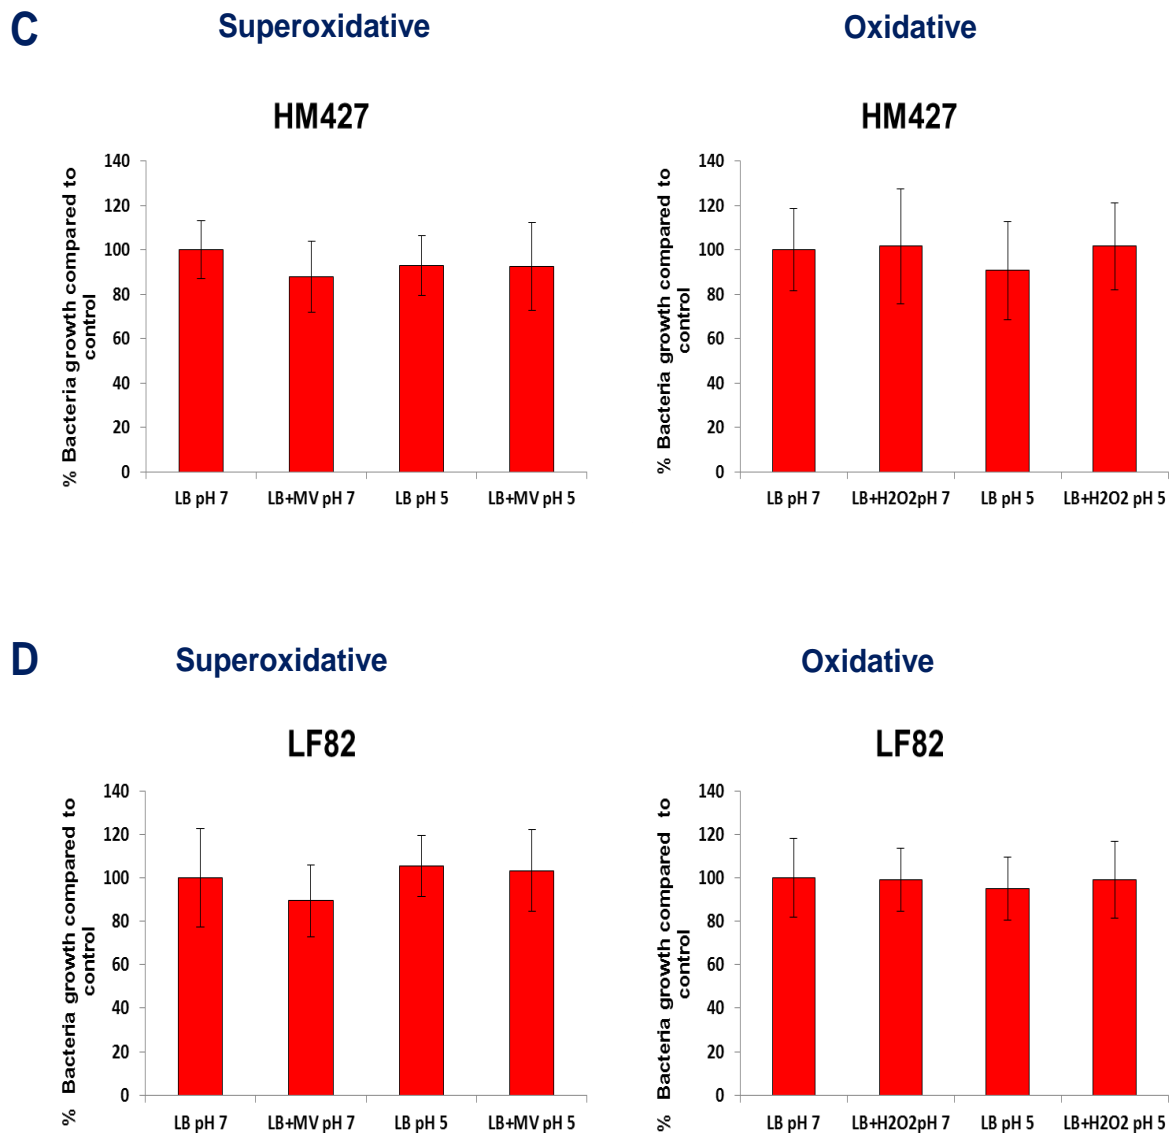 C
Superoxidative
Oxidative
HM427
% Bacteria growth compared to
control
140
120
100
80
60
40
20
0
LB pH 7
LB+MV pH 7
LB pH 5
LB+MV pH 5
HM427
% Bacteria growth compared to
control
140
120
100
80
60
40
20
0
LB pH 7
LB+H2O2pH 7
LB pH 5
LB+H2O2 pH 5
D
Superoxidative
Oxidative
LF82
% Bacteria growth compared to
control
140
120
100
80
60
40
20
0
LB pH 7
LB+MV pH 7
LB pH 5
LB+MV pH 5
LF82
% Bacteria growth compared to
control
140
120
100
80
60
40
20
0
LB pH 7
LB+H2O2pH 7
LB pH 5
LB+H2O2 pH 5